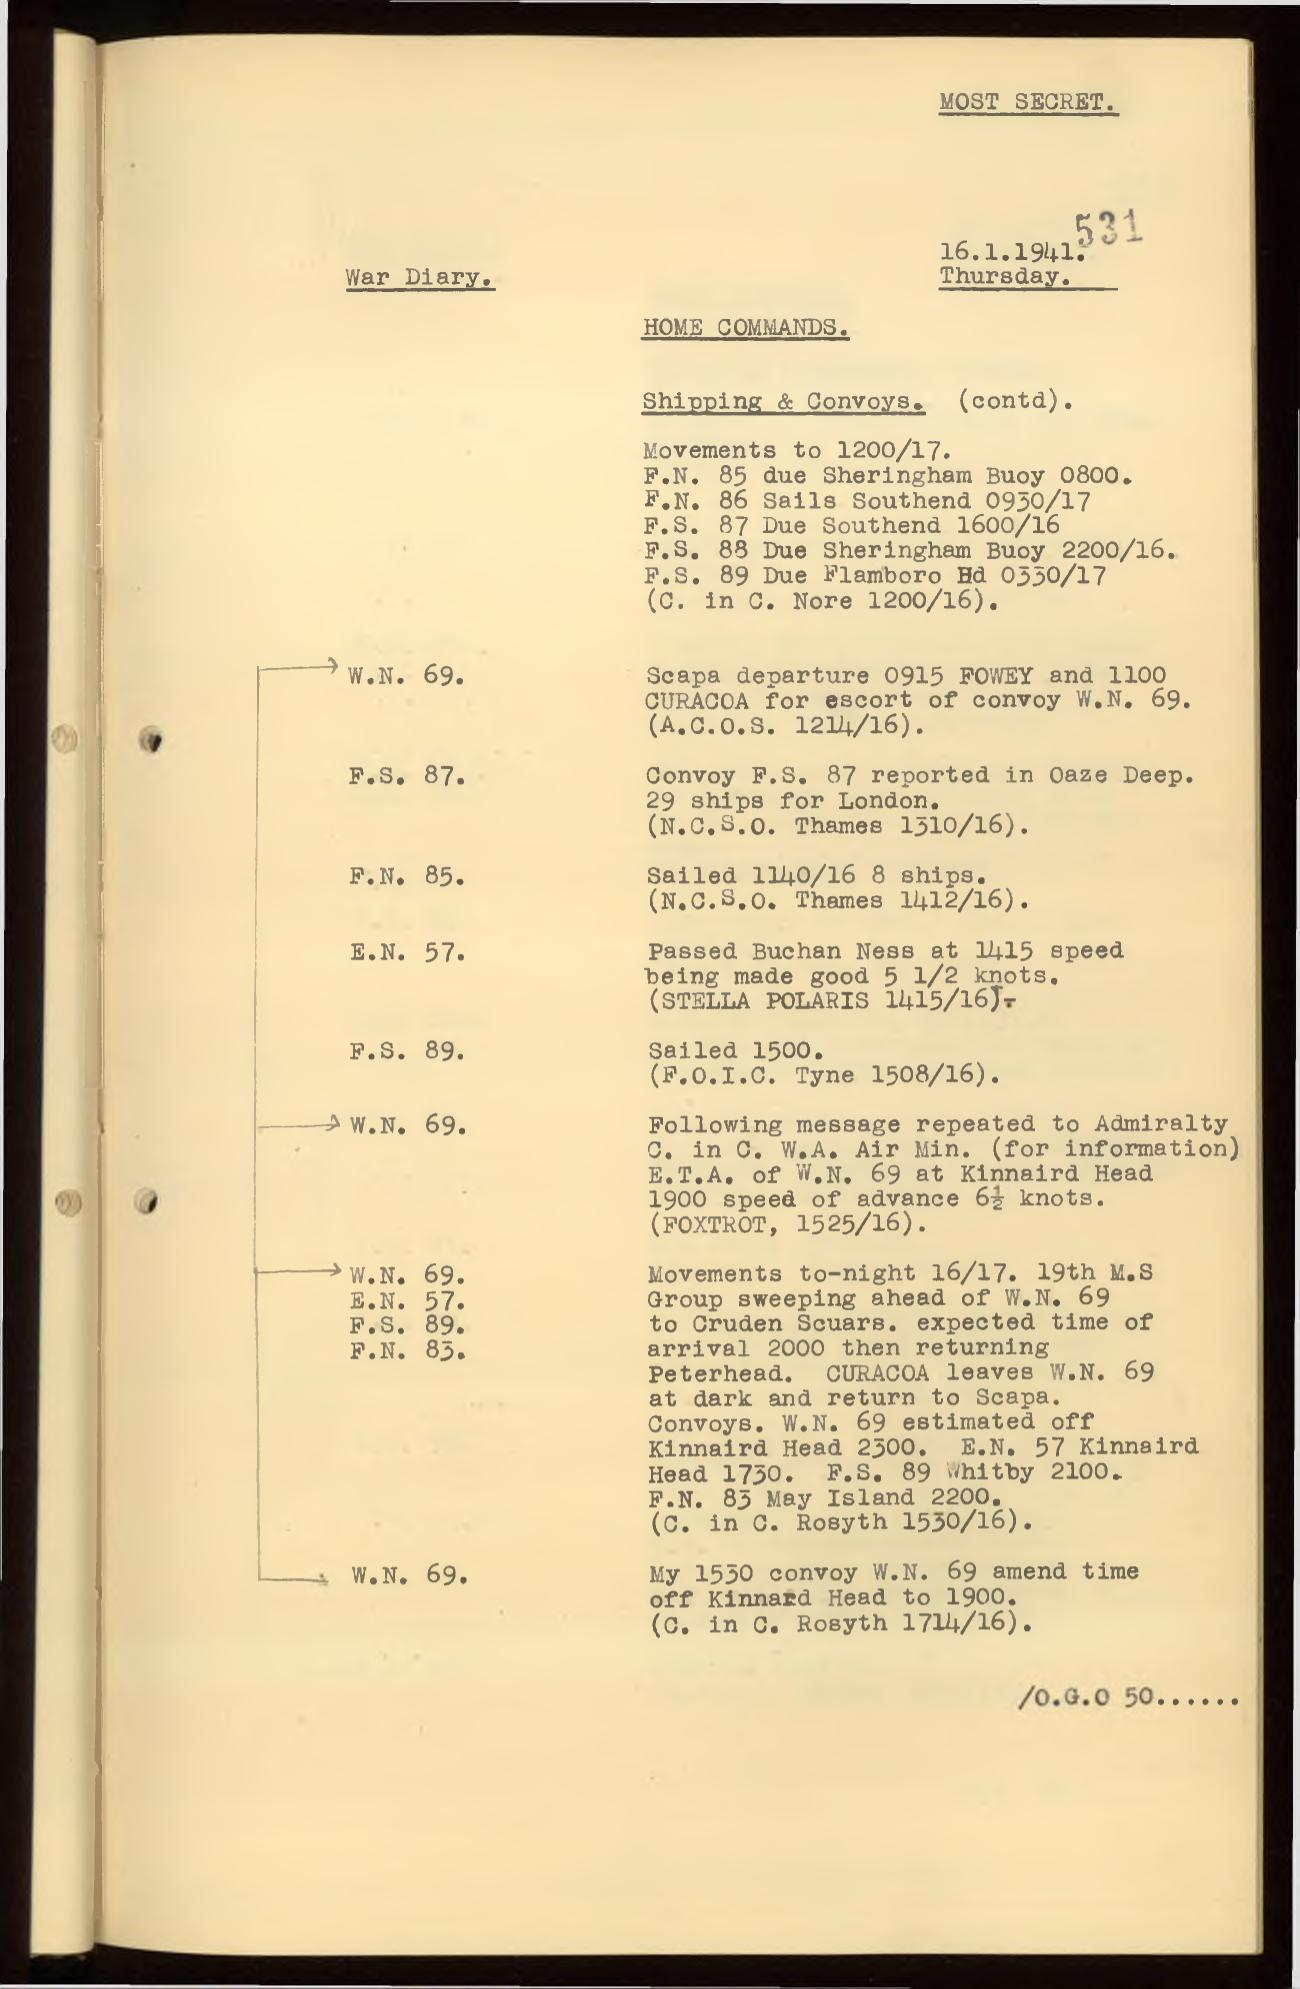 MOST SECRET.
531
16.1.1941.
War Diary.
Thursday.
HOME COMMANDS.
Shipping & Convoys. (contd).
Movements to 1200/17.
F.N. 85 due Sheringham Buoy 0800.
F.N. 86 Sails Southend 0930/17
F.S. 87 Due Southend 1600/16
F.S. 88 Due Sheringham Buoy 2200/16.
F.S. 89 Due Flamboro Hd 0330/17
(C. in C. Nore 1200/16).
W.N. 69. Scapa departure 0915 FOWEY and 1100
CURACOA for escort of convoy W.N. 69.
(A.C.O.S. 1214/16).
F.S. 87. Convoy F.S. 87 reported in Oaze Deep.
29 ships for London.
(N.C.S.O. Thames 1310/16).
F.N. 85. Sailed 1140/16 8 ships.
(N.C.S.O. Thames 1412/16).
E.N. 57. Passed Buchan Ness at 1415 speed
being made good 5 1/2 knots.
(STELLA POLARIS 1415/16).
F.S. 89. Sailed 1500.
(F.O.I.C. Tyne 1508/16).
W.N. 69. Following message repeated to Admiralty
C. in C. W.A. Air Min. (for information)
E.T.A. of W.N. 69 at Kinnaird Head
1900 speed of advance 6½ knots.
(FOXTROT, 1525/16).
W.N. 69. Movements to-night 16/17. 19th M.S
E.N. 57. Group sweeping ahead of W.N. 69
F.S. 89. to Cruden Scuars. expected time of
F.N. 83. arrival 2000 then returning
Peterhead. CURACOA leaves W.N. 69
at dark and return to Scapa.
Convoys. W.N. 69 estimated off
Kinnaird Head 2300. E.N. 57 Kinnaird
Head 1730. F.S. 89 Whitby 2100.
F.N. 83 May Island 2200.
(C. in C. Rosyth 1530/16).
W.N. 69. My 1530 convoy W.N. 69 amend time
off Kinnard Head to 1900.
(C. in C. Rosyth 1714/16).
/O.G.O 50......